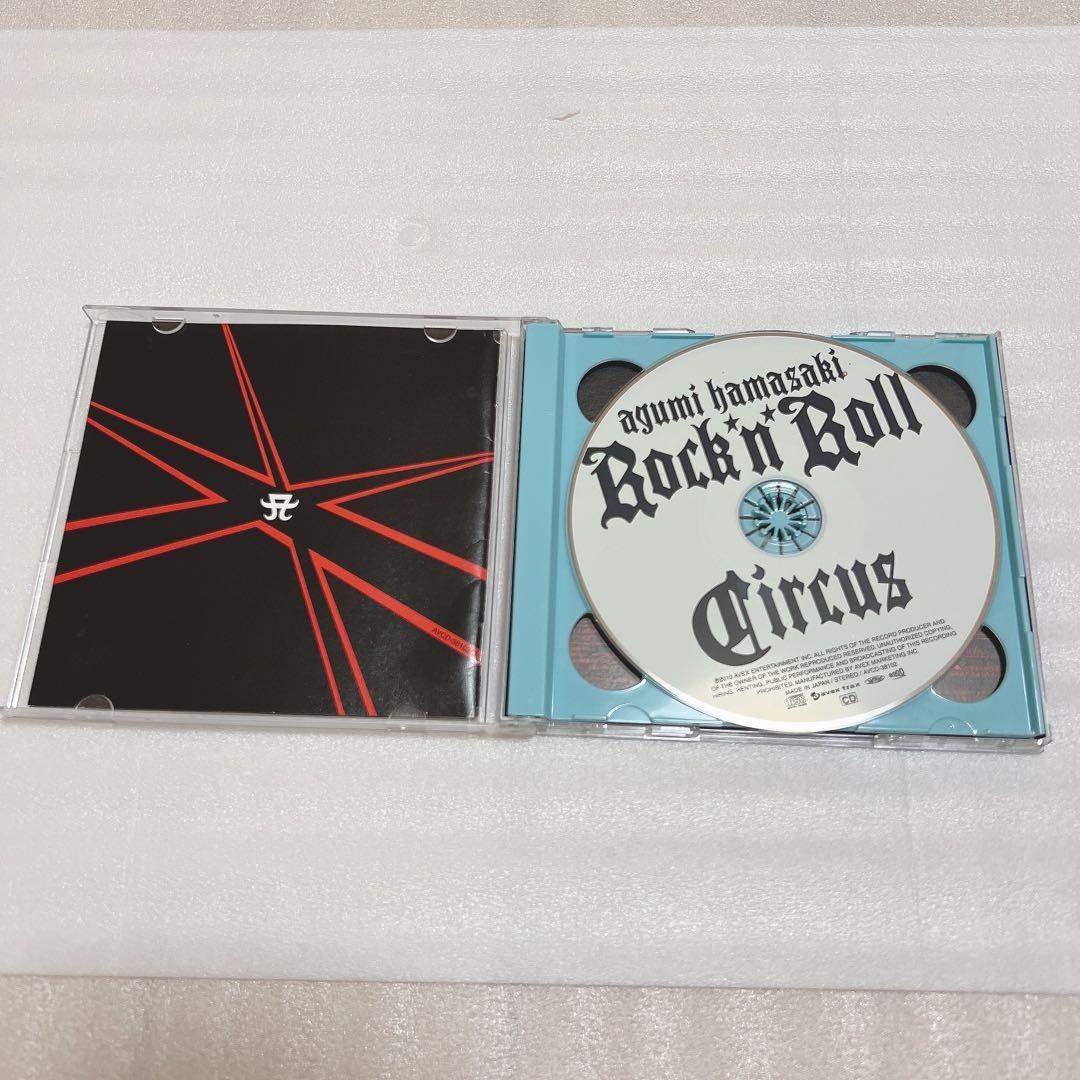 ayumi hamasaki
Rock'n'Roll
Circus
℗©2010 AVEX ENTERTAINMENT INC. ALL RIGHTS OF THE RECORD PRODUCER AND
OF THE OWNER OF THE WORK REPRODUCED RESERVED. UNAUTHORIZED COPYING,
HIRING, RENTING, PUBLIC PERFORMANCE AND BROADCASTING OF THIS RECORDING
PROHIBITED. MANUFACTURED BY AVEX MARKETING INC.
MADE IN JAPAN / STEREO / AVCD-38102
avex trax
CD